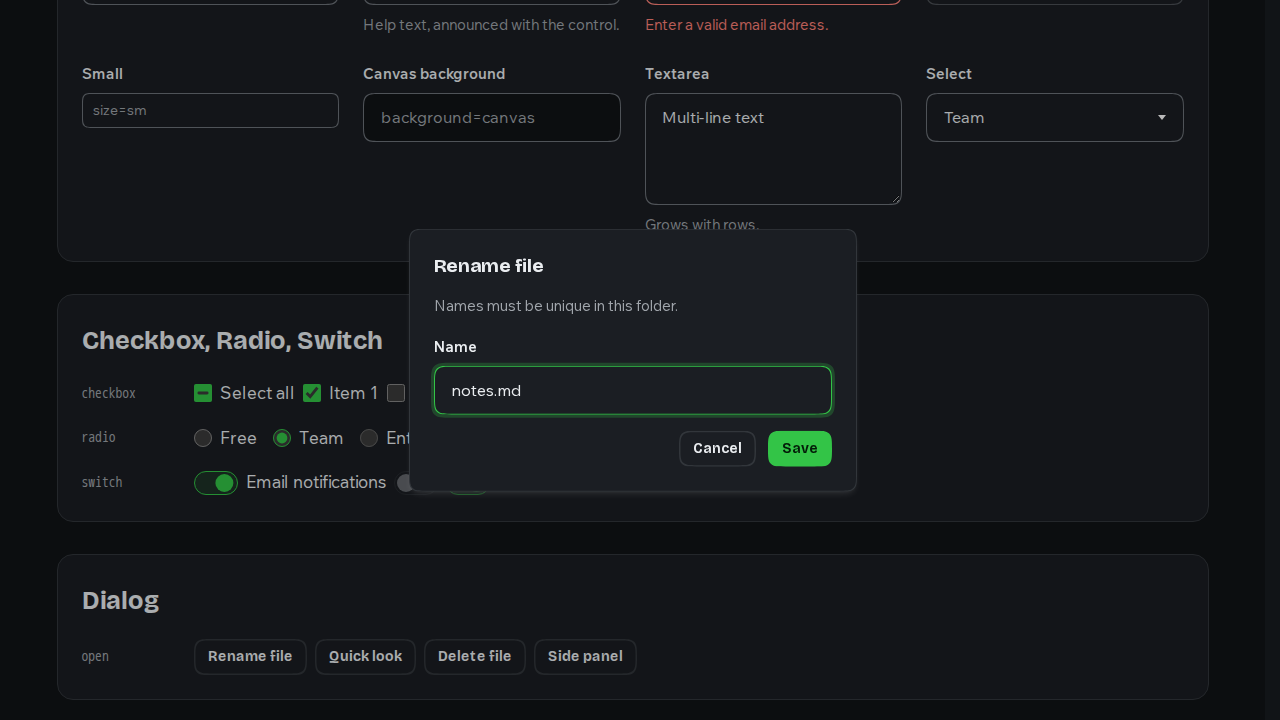 Help text, announced with the control.
Enter a valid email address.
Small
Canvas background
Textarea
Select
size=sm
background=canvas
Multi-line text
Team
Grows with rows.
Rename file
Names must be unique in this folder.
Name
notes.md
Cancel
Save
Checkbox, Radio, Switch
checkbox
Select all
Item 1
radio
Free
Team
switch
Email notifications
Dialog
open
Rename file
Quick look
Delete file
Side panel